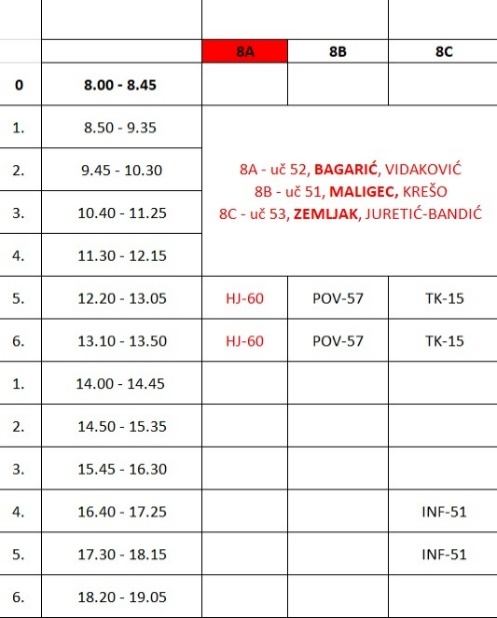 8A 8B 8C
0 8.00 - 8.45
1. 8.50 - 9.35
2. 9.45 - 10.30
3. 10.40 - 11.25
4. 11.30 - 12.15
8A - uč 52, BAGARIĆ, VIDAKOVIĆ
8B - uč 51, MALIGEC, KREŠO
8C - uč 53, ZEMLJAK, JURETIĆ-BANDIĆ
5. 12.20 - 13.05 HJ-60 POV-57 TK-15
6. 13.10 - 13.50 HJ-60 POV-57 TK-15
1. 14.00 - 14.45
2. 14.50 - 15.35
3. 15.45 - 16.30
4. 16.40 - 17.25 INF-51
5. 17.30 - 18.15 INF-51
6. 18.20 - 19.05